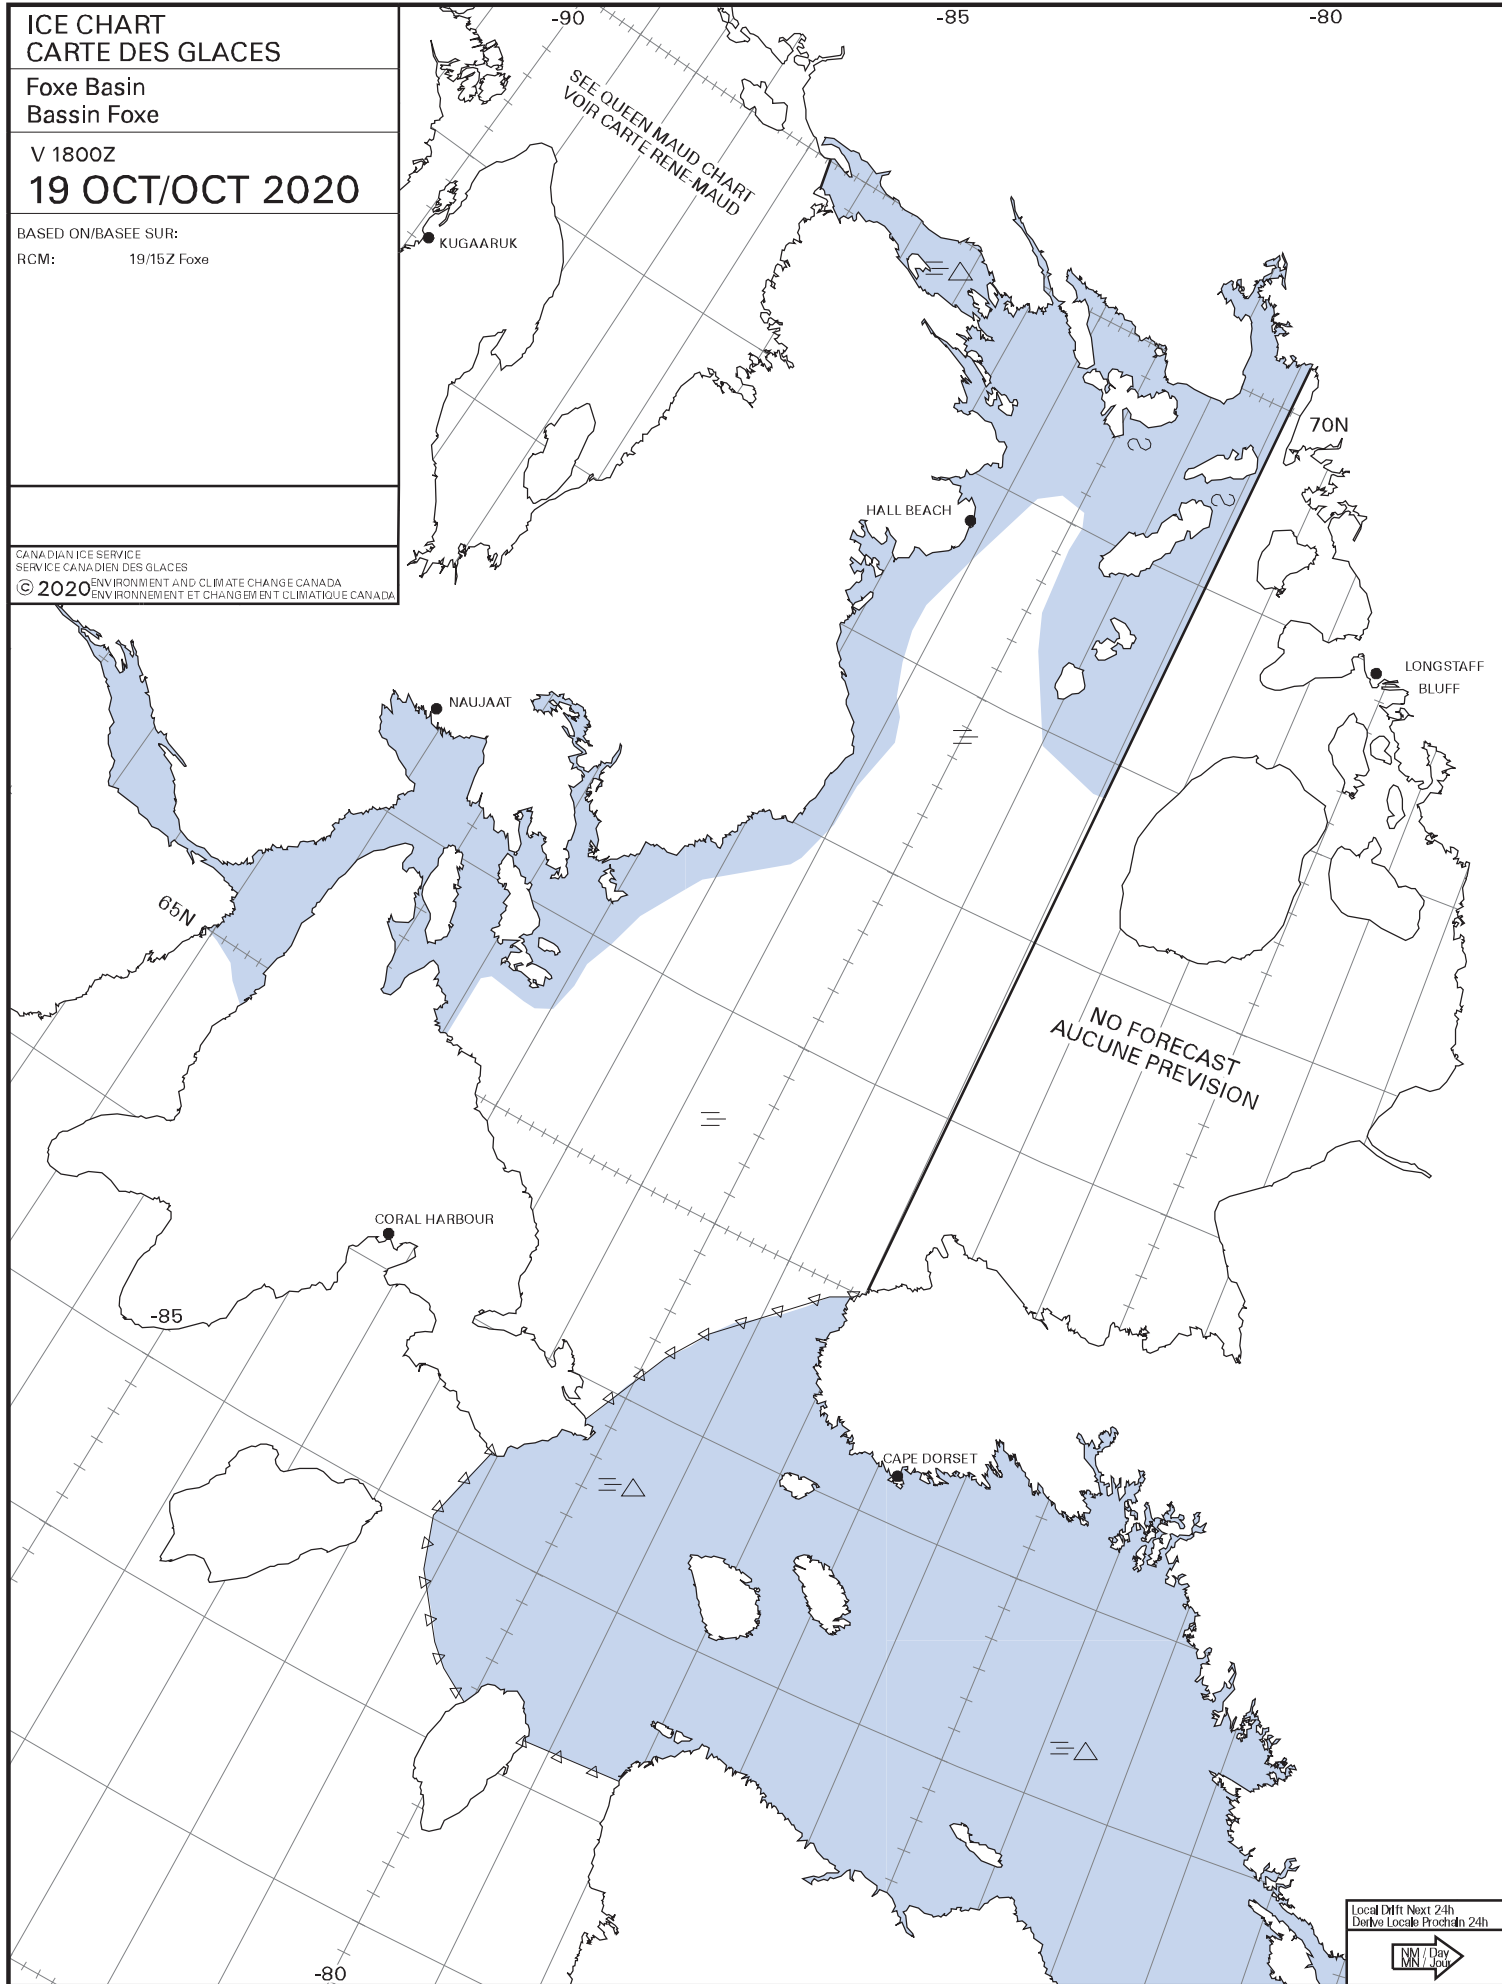 ICE CHART
CARTE DES GLACES
Foxe Basin
Bassin Foxe
V 1800Z
19 OCT/OCT 2020
BASED ON/BASEE SUR:
RCM: 19/15Z Foxe
CANADIAN ICE SERVICE
SERVICE CANADIEN DES GLACES
© 2020 ENVIRONMENT AND CLIMATE CHANGE CANADA
ENVIRONNEMENT ET CHANGEMENT CLIMATIQUE CANADA
-90
-85
-80
SEE QUEEN MAUD CHART
VOIR CARTE REINE-MAUD
KUGAARUK
70N
HALL BEACH
LONGSTAFF
BLUFF
NAUJAAT
65N
NO FORECAST
AUCUNE PREVISION
CORAL HARBOUR
-85
CAPE DORSET
-80
Local Drift Next 24h
Derive Locale Prochain 24h
NM / Day
MN / Jour